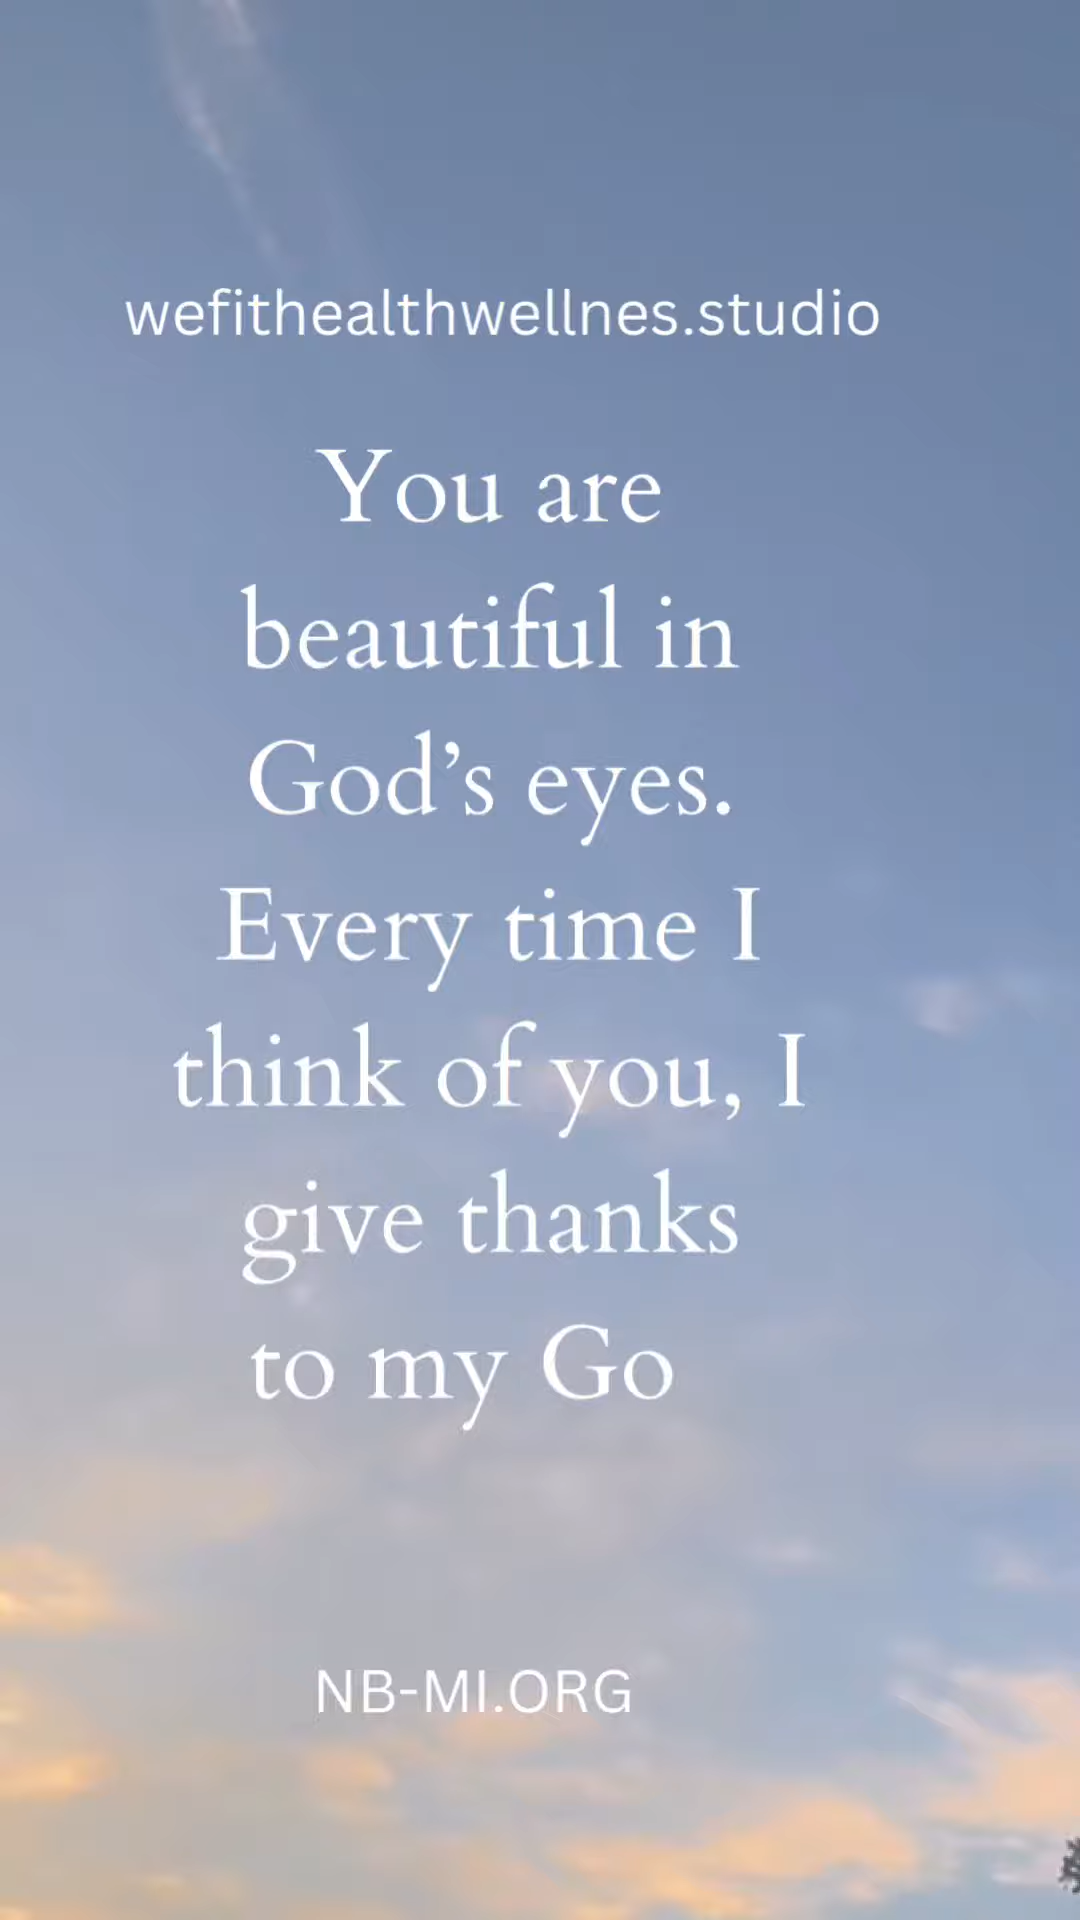 wefithealthwellnes.studio
You are
beautiful in
God’s eyes.
Every time I
think of you, I
give thanks
to my Go
NB-MI.ORG